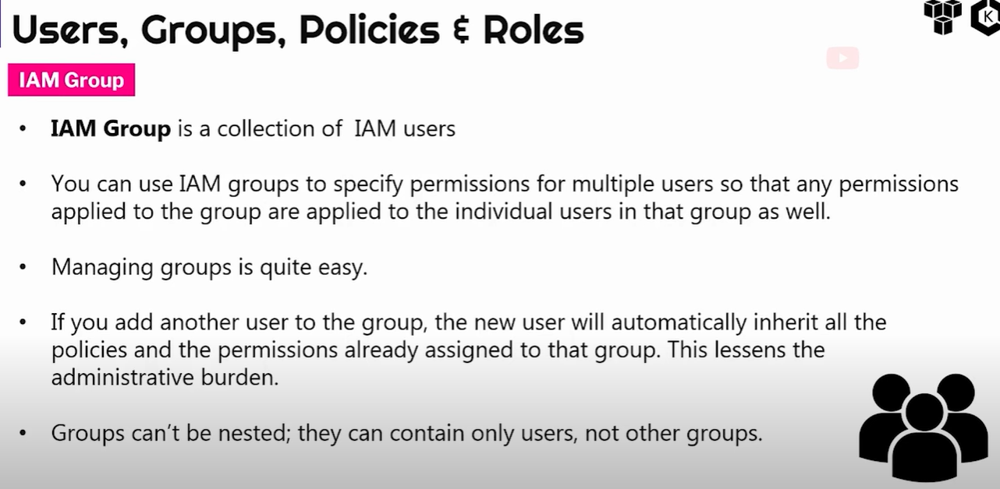 Users, Groups, Policies & Roles
K
IAM Group
• IAM Group is a collection of IAM users
• You can use IAM groups to specify permissions for multiple users so that any permissions
applied to the group are applied to the individual users in that group as well.
• Managing groups is quite easy.
• If you add another user to the group, the new user will automatically inherit all the
policies and the permissions already assigned to that group. This lessens the
administrative burden.
• Groups can’t be nested; they can contain only users, not other groups.